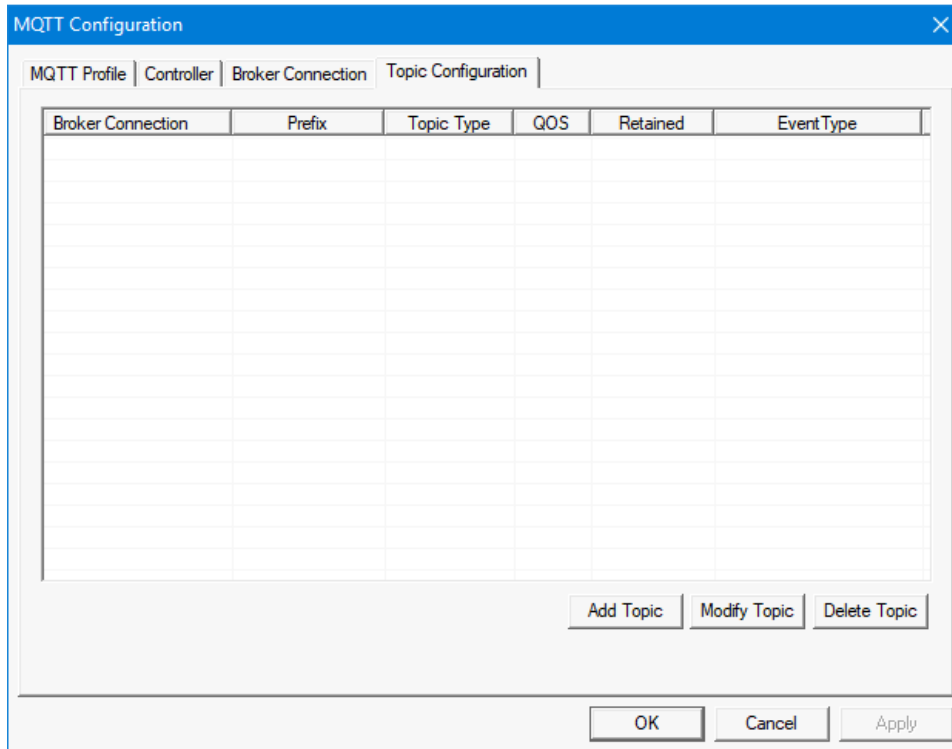 MQTT Configuration
MQTT Profile Controller Broker Connection Topic Configuration
Broker Connection Prefix Topic Type QOS Retained EventType
Add Topic Modify Topic Delete Topic
OK Cancel Apply